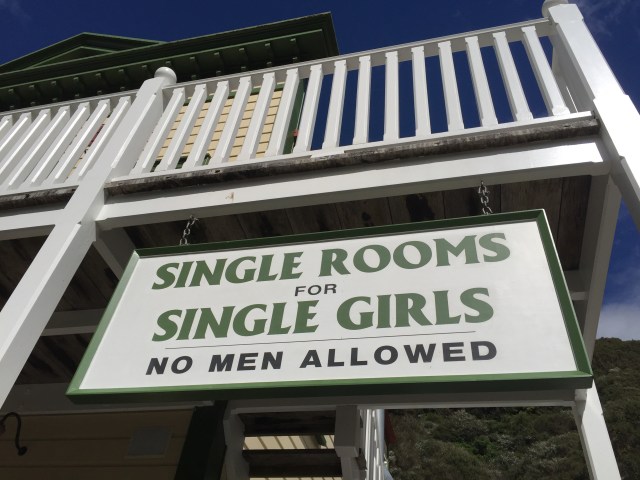 SINGLE ROOMS
FOR
SINGLE GIRLS
NO MEN ALLOWED